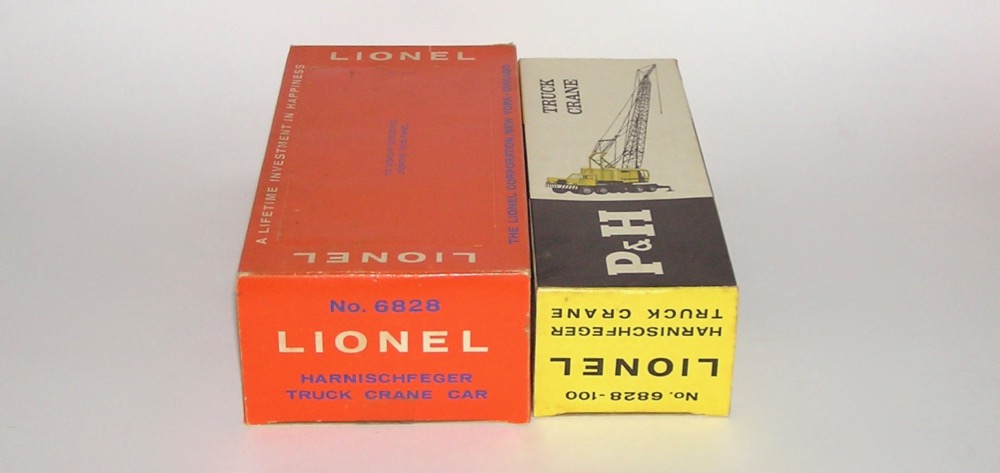 LIONEL
A LIFETIME INVESTMENT IN HAPPINESS
THE LIONEL CORPORATION, NEW YORK · CHICAGO
LIONEL
No. 6828
LIONEL
HARNISCHFEGER
TRUCK CRANE CAR
TRUCK
CRANE
P&H
HARNISCHFEGER
TRUCK CRANE
LIONEL
No. 6828-100